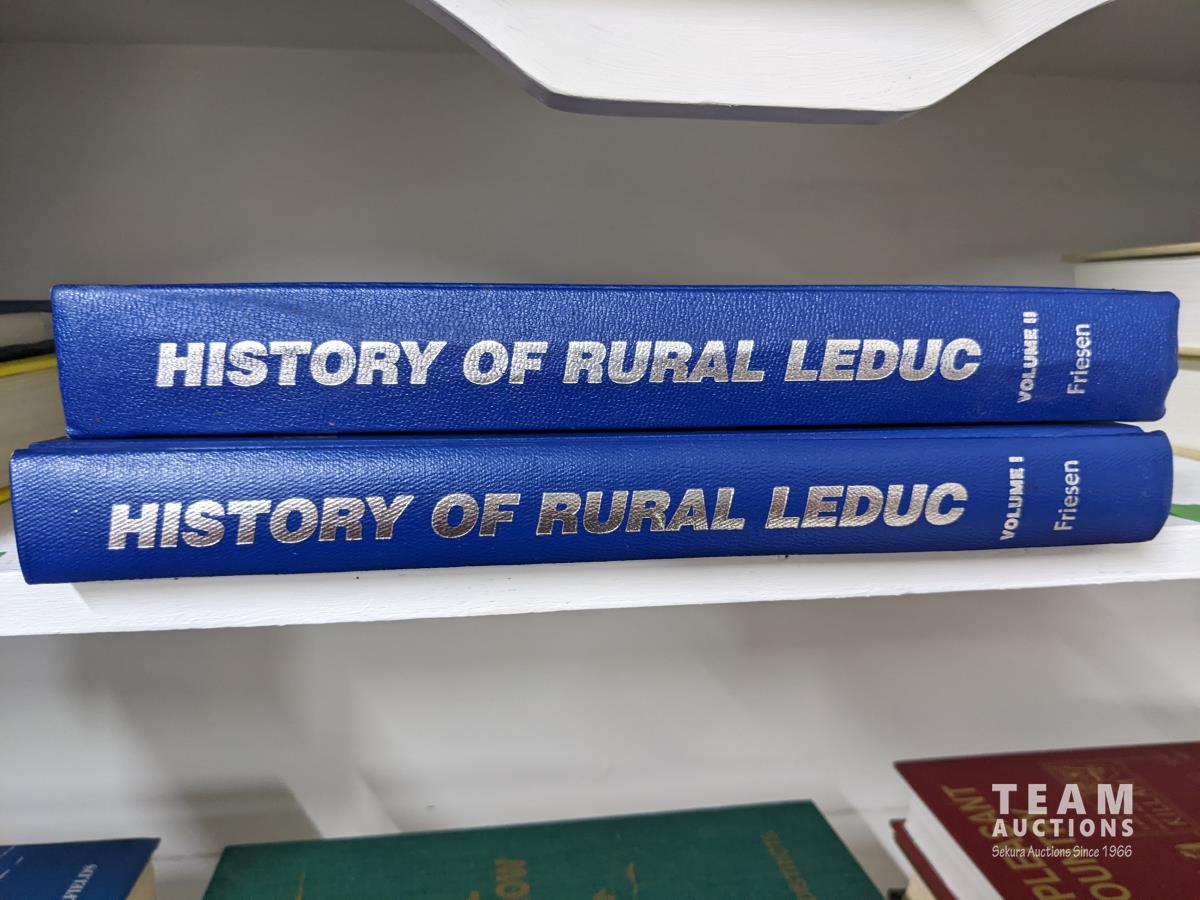 HISTORY OF RURAL LEDUC VOLUME II Friesen
HISTORY OF RURAL LEDUC VOLUME I Friesen
TEAM
AUCTIONS
Sekura Auctions Since 1966